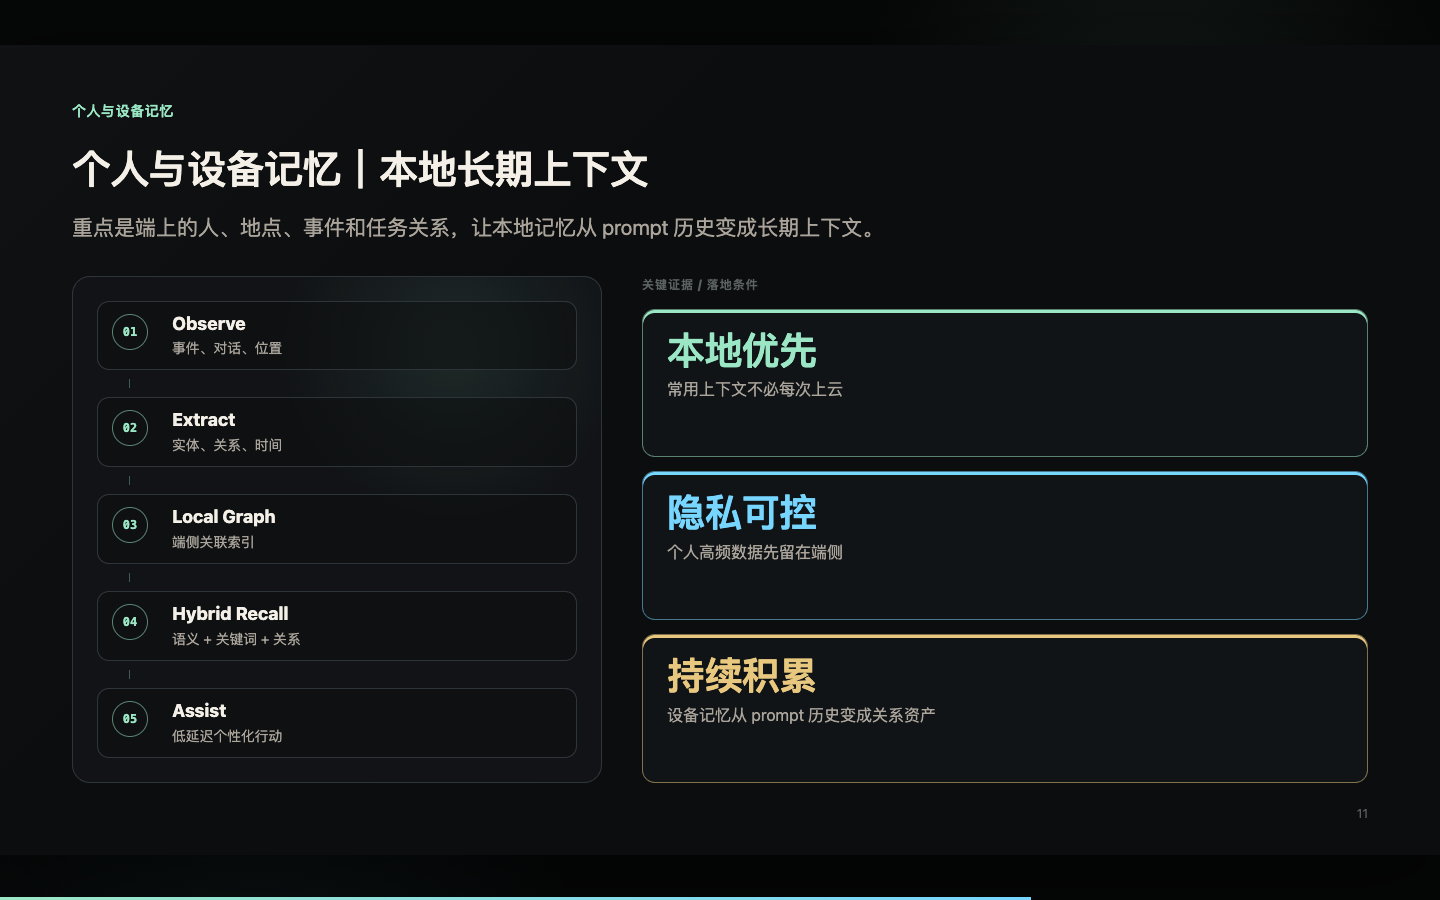 个人与设备记忆
个人与设备记忆｜本地长期上下文
重点是端上的人、地点、事件和任务关系，让本地记忆从 prompt 历史变成长期上下文。
01
Observe
事件、对话、位置
02
Extract
实体、关系、时间
03
Local Graph
端侧关联索引
04
Hybrid Recall
语义 + 关键词 + 关系
05
Assist
低延迟个性化行动
关键证据 / 落地条件
本地优先
常用上下文不必每次上云
隐私可控
个人高频数据先留在端侧
持续积累
设备记忆从 prompt 历史变成关系资产
11